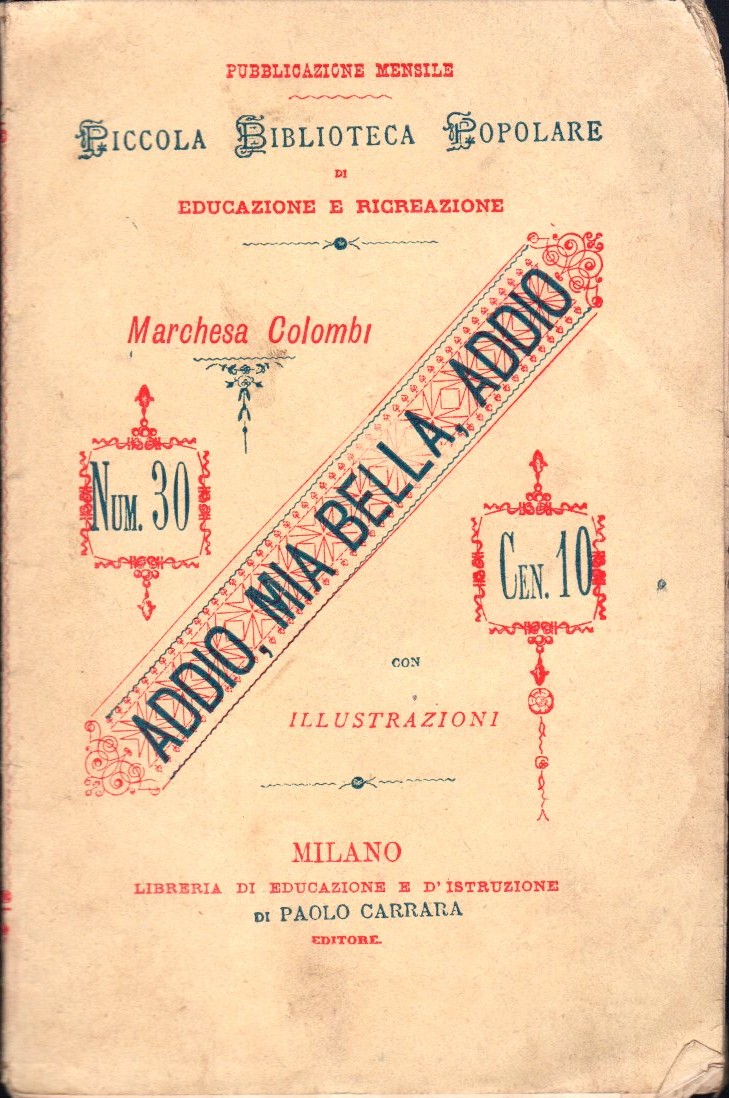 PUBBLICAZIONE MENSILE
PICCOLA BIBLIOTECA POPOLARE
DI
EDUCAZIONE E RICREAZIONE
Marchesa Colombi
ADDIO, MIA BELLA, ADDIO
NUM. 30
CEN. 10
CON
ILLUSTRAZIONI
MILANO
LIBRERIA DI EDUCAZIONE E D'ISTRUZIONE
DI PAOLO CARRARA
EDITORE.